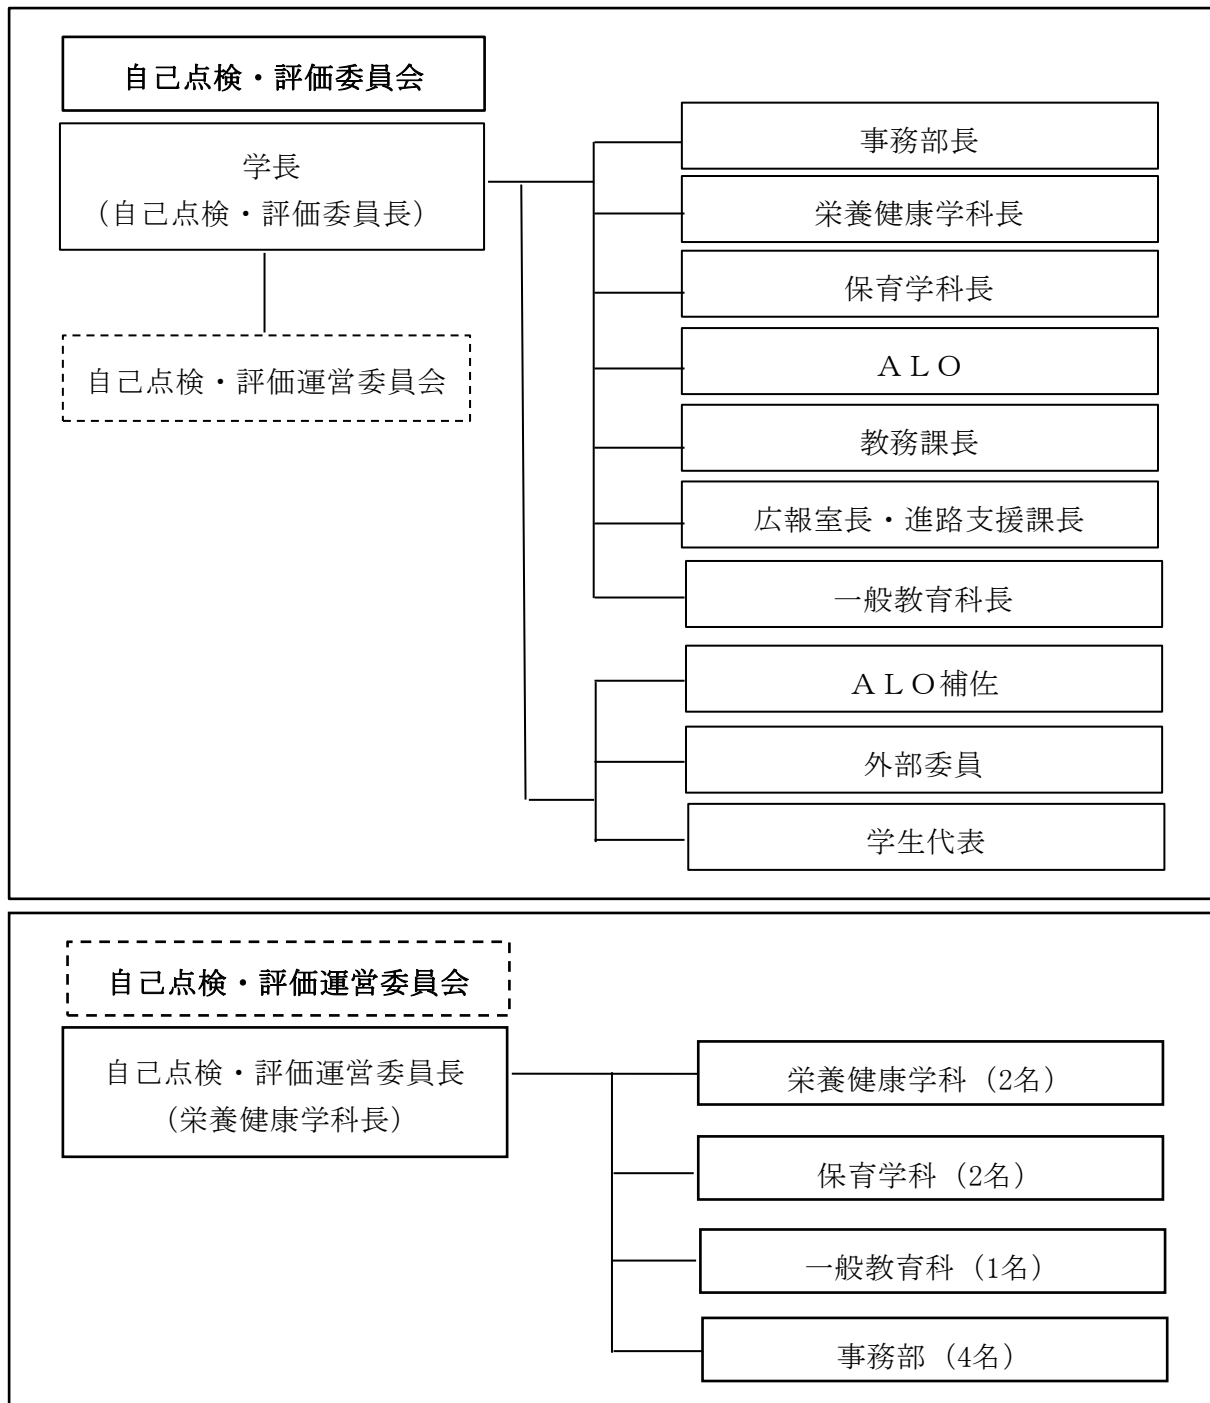 自己点検・評価委員会
学長
（自己点検・評価委員長）
自己点検・評価運営委員会
事務部長
栄養健康学科長
保育学科長
ＡＬＯ
教務課長
広報室長・進路支援課長
一般教育科長
ＡＬＯ補佐
外部委員
学生代表
自己点検・評価運営委員会
自己点検・評価運営委員長
（栄養健康学科長）
栄養健康学科（2名）
保育学科（2名）
一般教育科（1名）
事務部（4名）